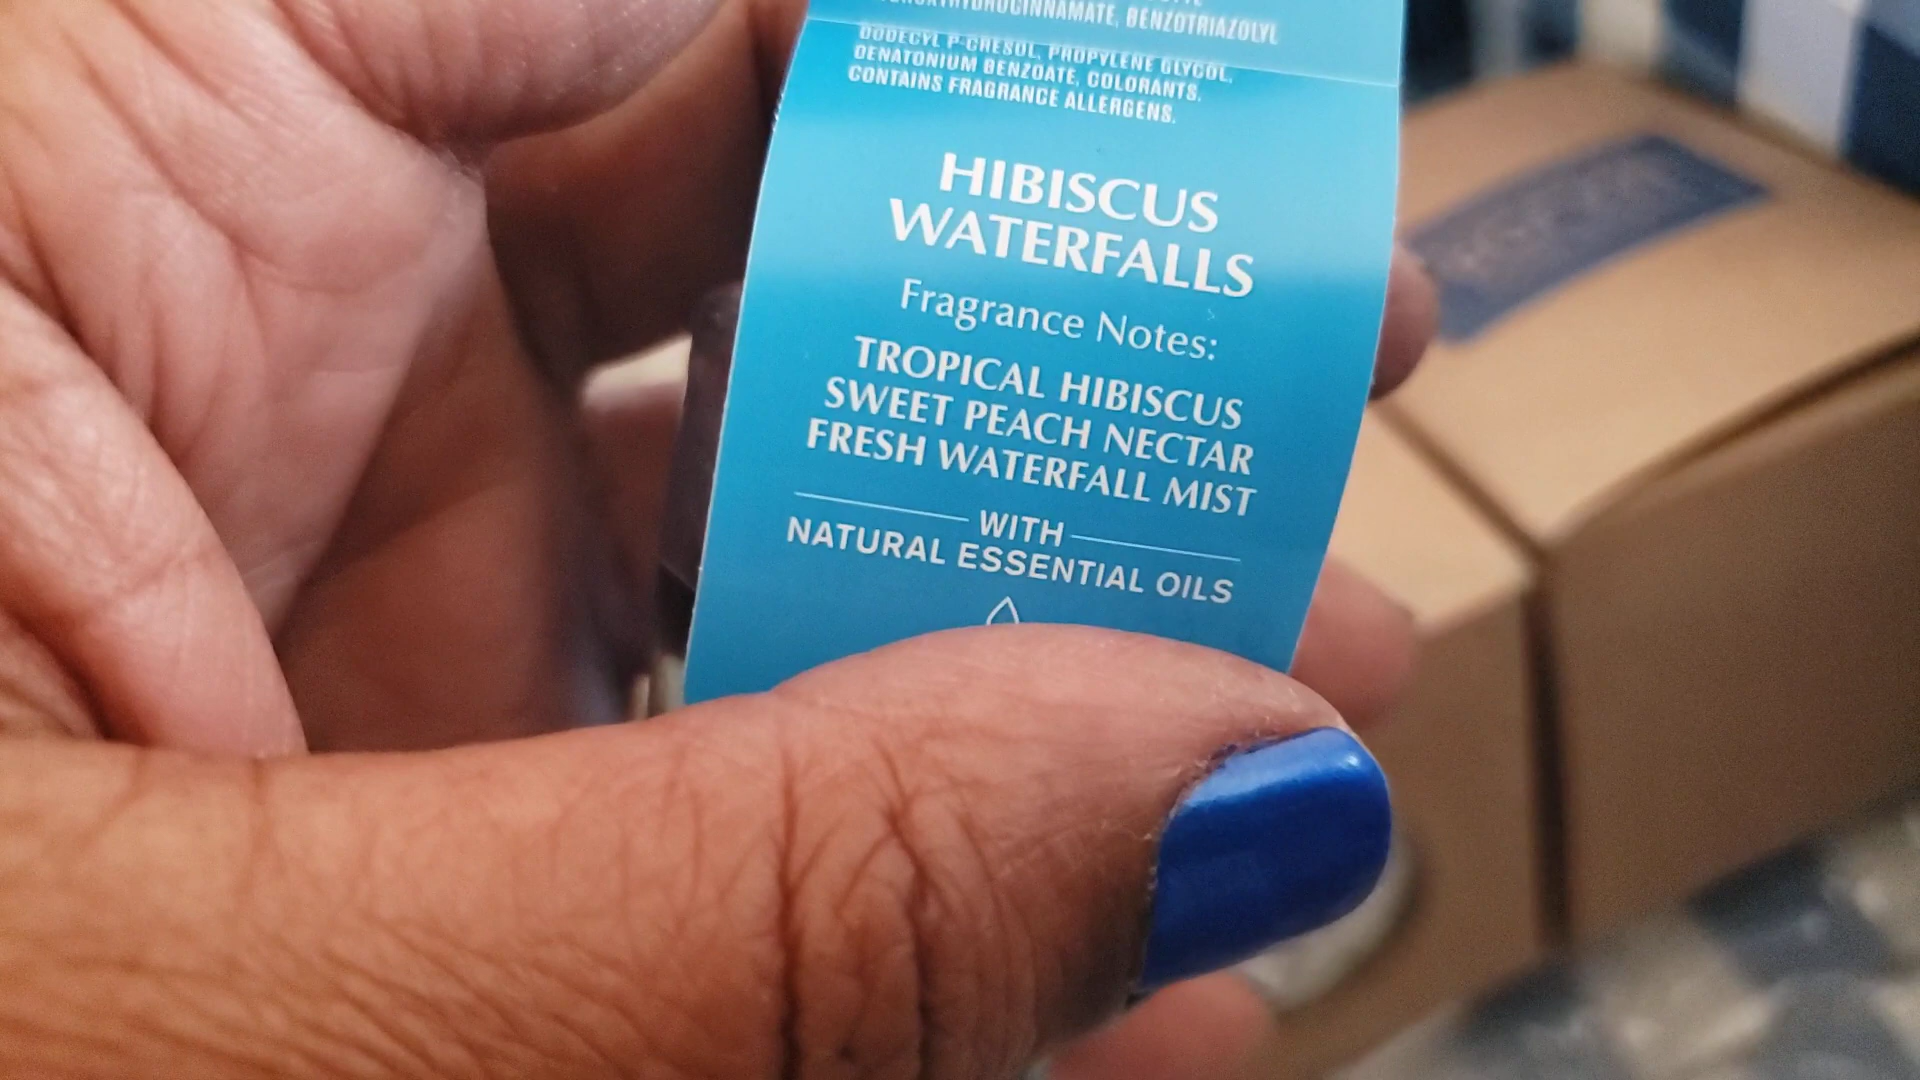 BENZOTRIAZOLYL
DODECYL P-CRESOL, PROPYLENE GLYCOL,
DENATONIUM BENZOATE, COLORANTS.
CONTAINS FRAGRANCE ALLERGENS.
HIBISCUS
WATERFALLS
Fragrance Notes:
TROPICAL HIBISCUS
SWEET PEACH NECTAR
FRESH WATERFALL MIST
WITH
NATURAL ESSENTIAL OILS